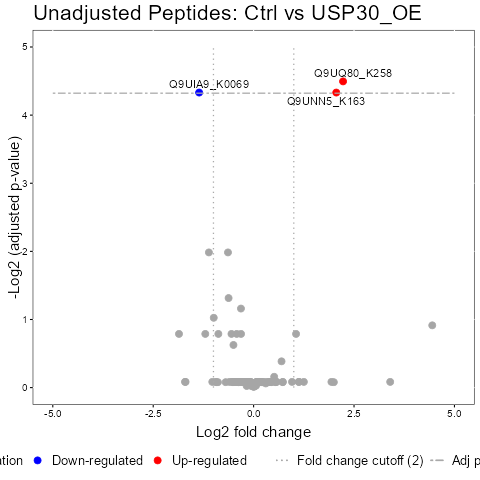 Unadjusted Peptides: Ctrl vs USP30_OE
-Log2 (adjusted p-value)
5
4
3
2
1
0
Q9UQ80_K258
Q9UIA9_K0069
Q9UNN5_K163
-5.0 -2.5 0.0 2.5 5.0
Log2 fold change
ation Down-regulated Up-regulated Fold change cutoff (2) Adj p